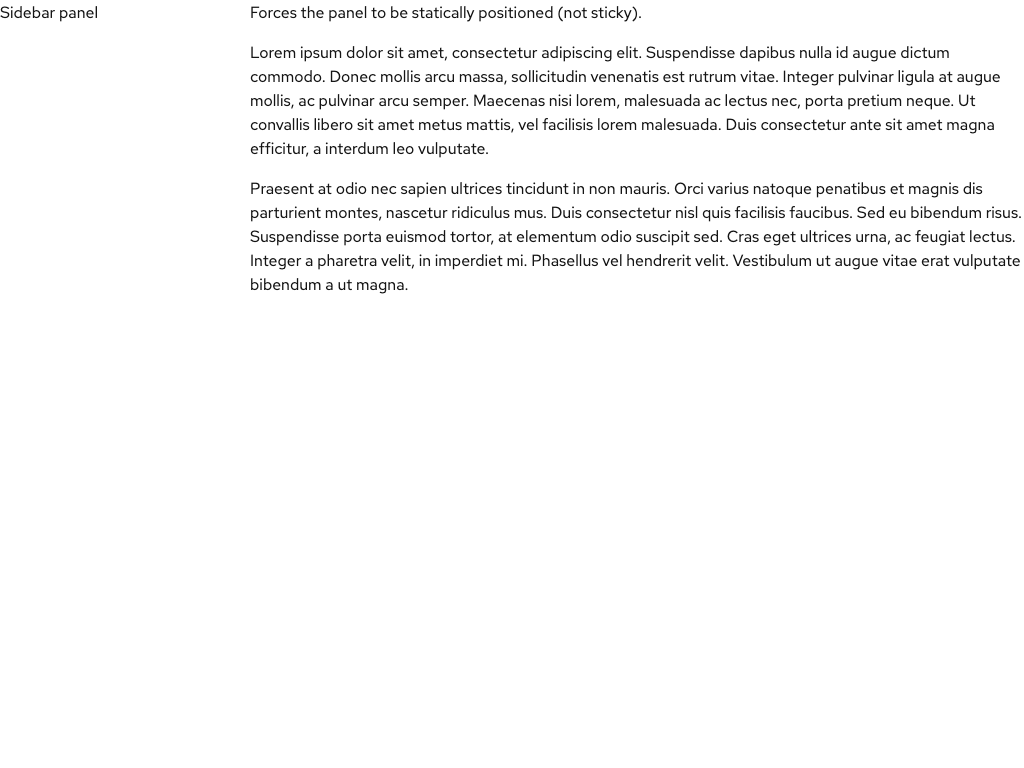 Sidebar panel
Forces the panel to be statically positioned (not sticky).
Lorem ipsum dolor sit amet, consectetur adipiscing elit. Suspendisse dapibus nulla id augue dictum
commodo. Donec mollis arcu massa, sollicitudin venenatis est rutrum vitae. Integer pulvinar ligula at augue
mollis, ac pulvinar arcu semper. Maecenas nisi lorem, malesuada ac lectus nec, porta pretium neque. Ut
convallis libero sit amet metus mattis, vel facilisis lorem malesuada. Duis consectetur ante sit amet magna
efficitur, a interdum leo vulputate.
Praesent at odio nec sapien ultrices tincidunt in non mauris. Orci varius natoque penatibus et magnis dis
parturient montes, nascetur ridiculus mus. Duis consectetur nisl quis facilisis faucibus. Sed eu bibendum risus.
Suspendisse porta euismod tortor, at elementum odio suscipit sed. Cras eget ultrices urna, ac feugiat lectus.
Integer a pharetra velit, in imperdiet mi. Phasellus vel hendrerit velit. Vestibulum ut augue vitae erat vulputate
bibendum a ut magna.